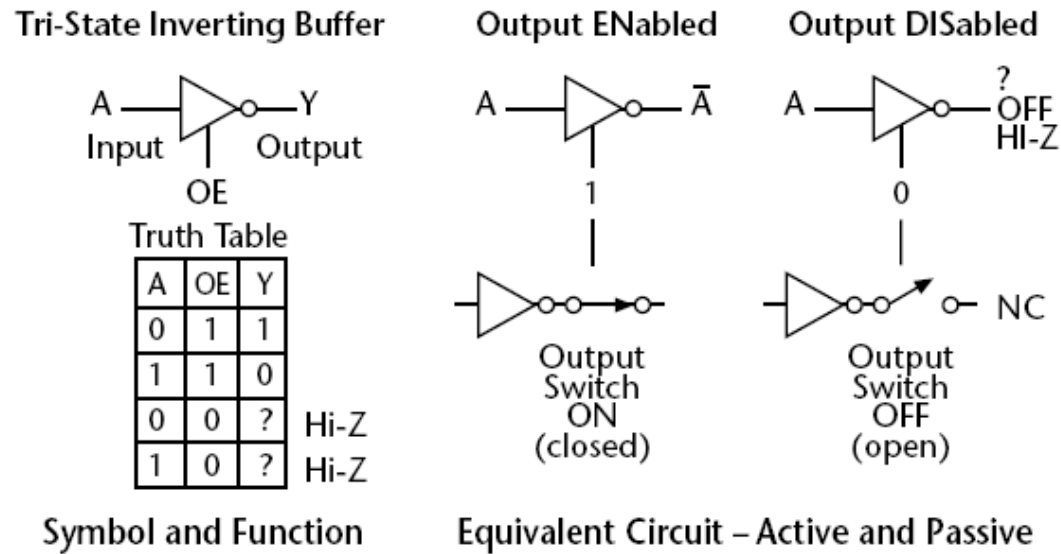 Tri-State Inverting Buffer
A
Y
Input
Output
OE
Truth Table
A OE Y
0 1 1
1 1 0
0 0 ? Hi-Z
1 0 ? Hi-Z
Symbol and Function
Output ENabled
A
A̅
1
Output
Switch
ON
(closed)
Output DISabled
A
?
OFF
HI-Z
0
NC
Output
Switch
OFF
(open)
Equivalent Circuit – Active and Passive